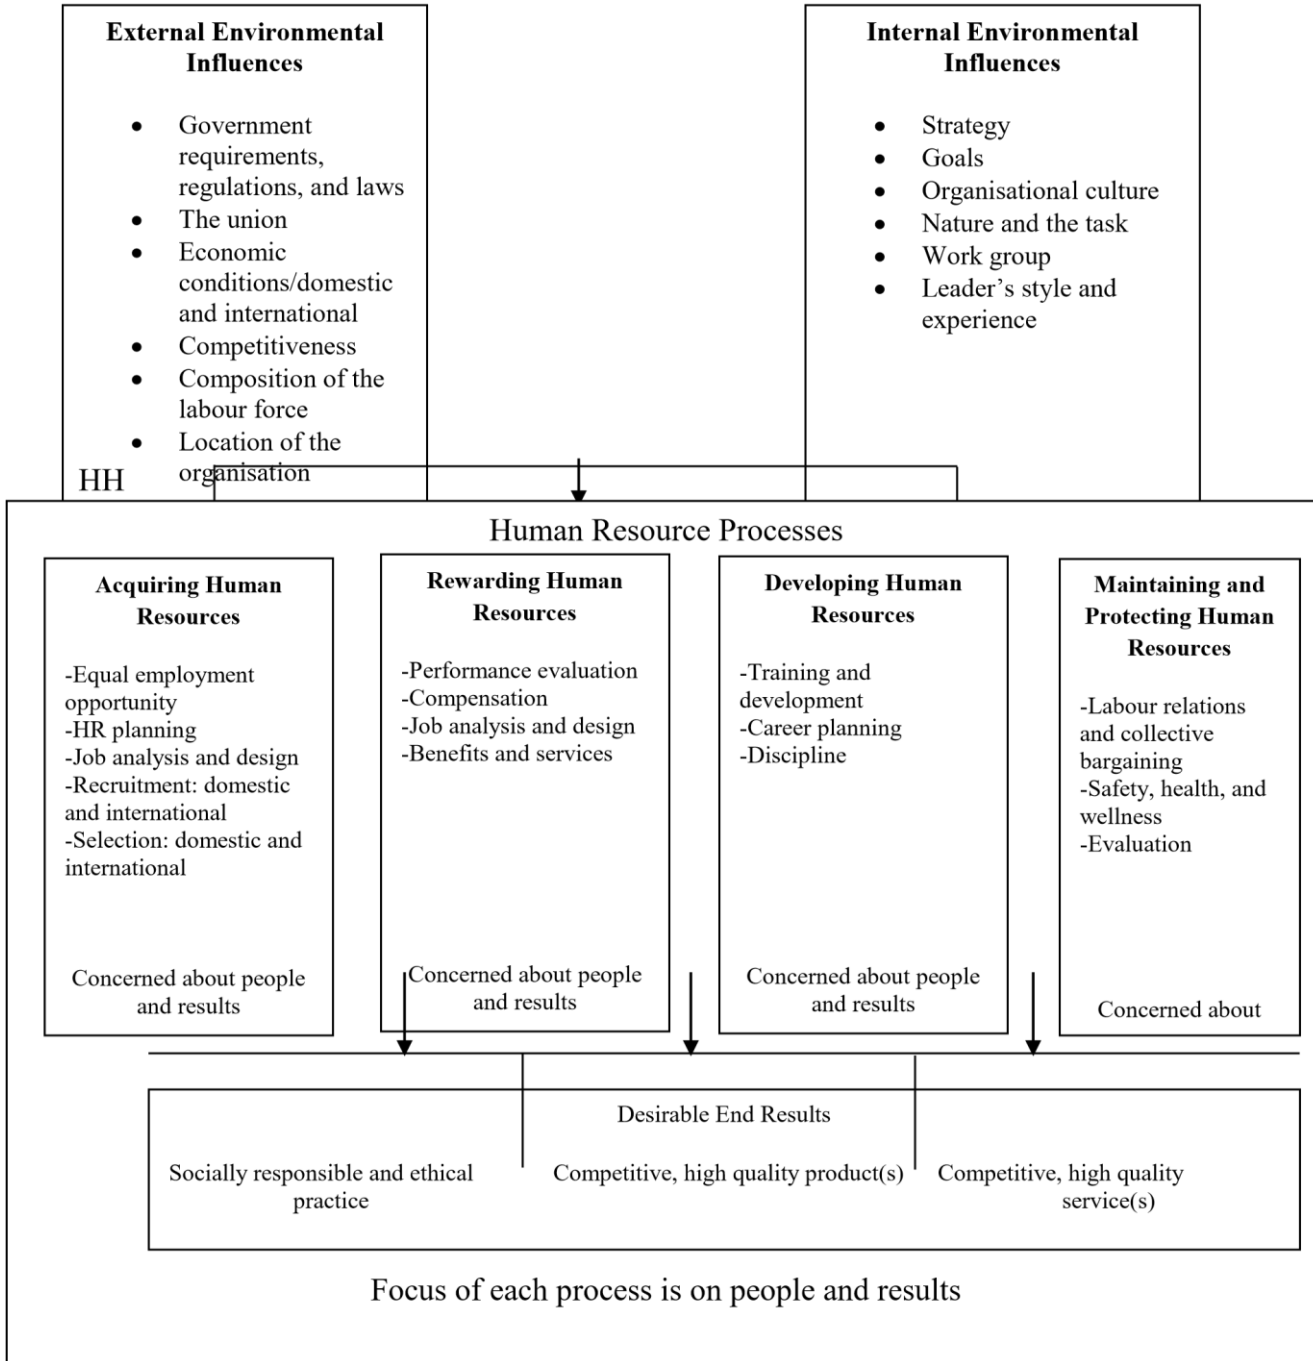 External Environmental
Influences
• Government
requirements,
regulations, and laws
• The union
• Economic
conditions/domestic
and international
• Competitiveness
• Composition of the
labour force
• Location of the
organisation
HH
Internal Environmental
Influences
• Strategy
• Goals
• Organisational culture
• Nature and the task
• Work group
• Leader’s style and
experience
Human Resource Processes
Acquiring Human
Resources
-Equal employment
opportunity
-HR planning
-Job analysis and design
-Recruitment: domestic
and international
-Selection: domestic and
international
Concerned about people
and results
Rewarding Human
Resources
-Performance evaluation
-Compensation
-Job analysis and design
-Benefits and services
Concerned about people
and results
Developing Human
Resources
-Training and
development
-Career planning
-Discipline
Concerned about people
and results
Maintaining and
Protecting Human
Resources
-Labour relations
and collective
bargaining
-Safety, health, and
wellness
-Evaluation
Concerned about
Desirable End Results
Socially responsible and ethical
practice
Competitive, high quality product(s)
Competitive, high quality
service(s)
Focus of each process is on people and results